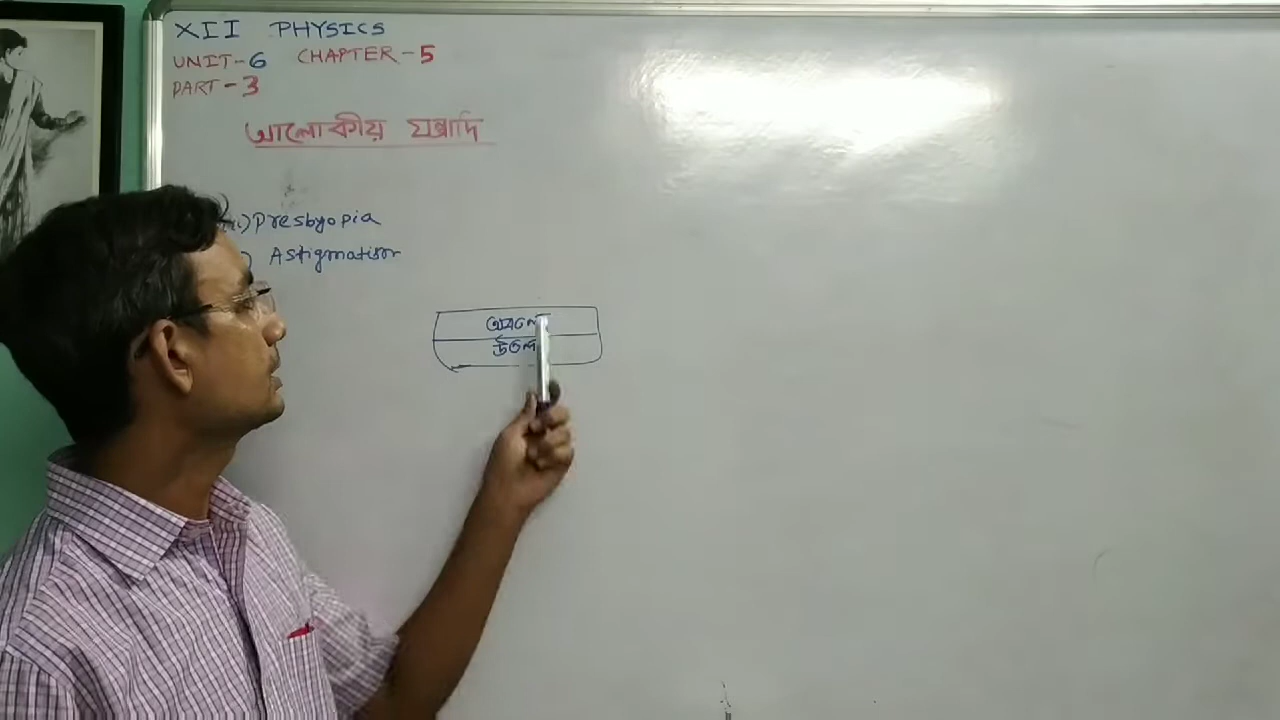 XII PHYSICS
UNIT-6 CHAPTER-5
PART-3
আলোকীয় যন্ত্রাদি
Presbyopia
Astigmatism